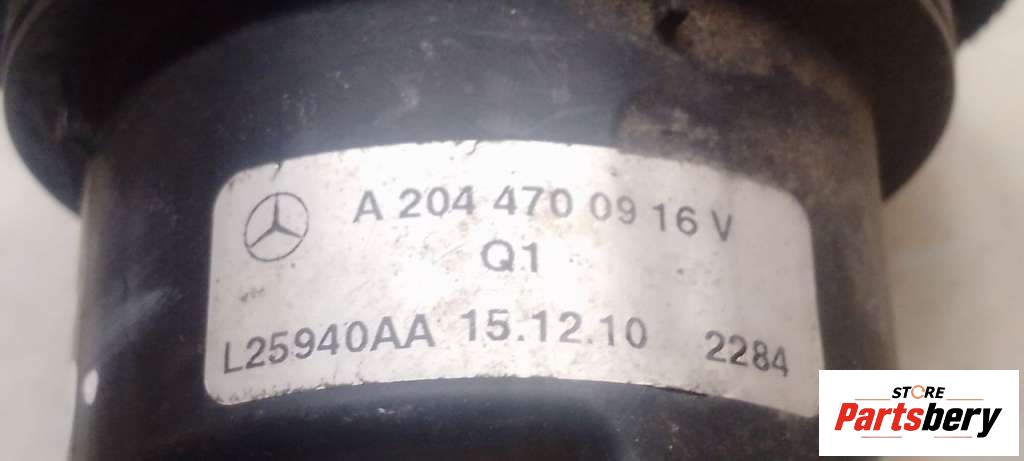 A 204 470 09 16 V
Q1
L25940AA 15.12.10 2284
STORE
Partsbery